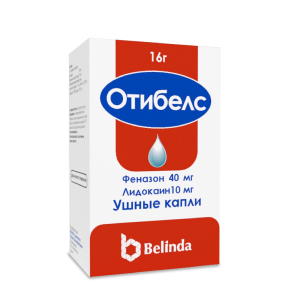 16г
Отибелс
Феназон 40 мг
Лидокаин10 мг
Ушные капли
Belinda